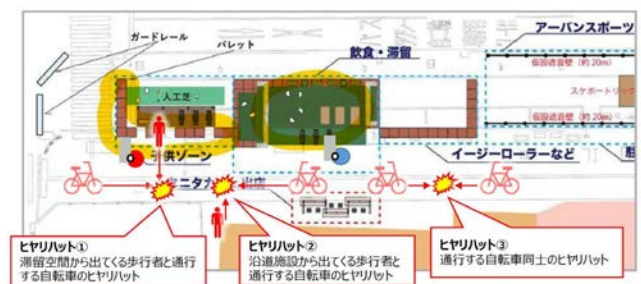 ガードレール
パレット
飲食・滞留
アーバンスポーツ
仮設遮音壁（約20m）
人工芝
スケボートリック
仮設遮音壁（約20m）
子供ゾーン
イージーローラーなど
ミニタカ
出店
ヒヤリハット①
滞留空間から出てくる歩行者と通行
する自転車のヒヤリハット
ヒヤリハット②
沿道施設から出てくる歩行者と
通行する自転車のヒヤリハット
ヒヤリハット③
通行する自転車同士のヒヤリハット